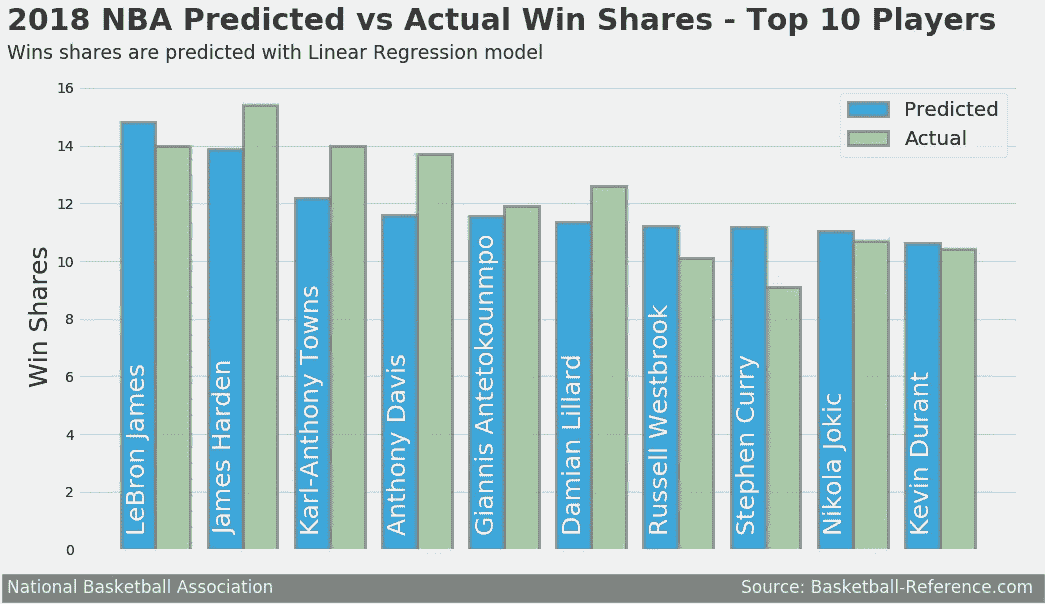 2018 NBA Predicted vs Actual Win Shares - Top 10 Players
Wins shares are predicted with Linear Regression model
16
14
12
10
8
6
4
2
0
Win Shares
Predicted
Actual
LeBron James
James Harden
Karl-Anthony Towns
Anthony Davis
Giannis Antetokounmpo
Damian Lillard
Russell Westbrook
Stephen Curry
Nikola Jokic
Kevin Durant
National Basketball Association
Source: Basketball-Reference.com